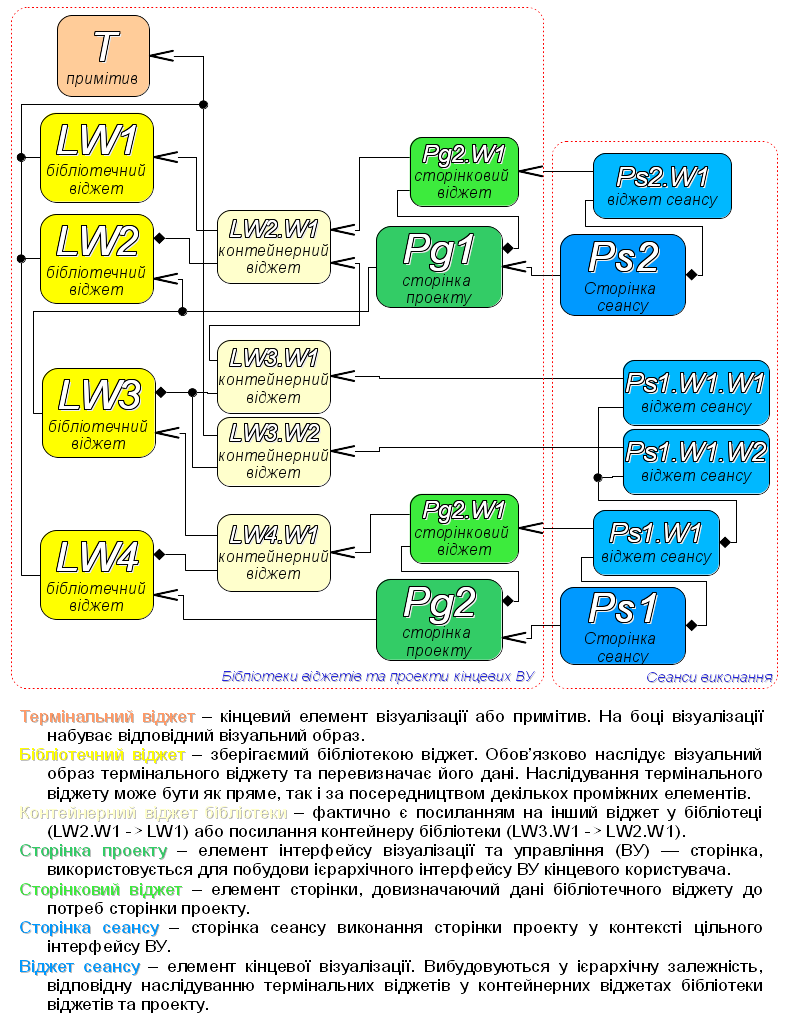 T
примітив
LW1
бібліотечний
віджет
LW2
бібліотечний
віджет
LW3
бібліотечний
віджет
LW4
бібліотечний
віджет
LW2.W1
контейнерний
віджет
LW3.W1
контейнерний
віджет
LW3.W2
контейнерний
віджет
LW4.W1
контейнерний
віджет
Pg2.W1
сторінковий
віджет
Pg1
сторінка
проекту
Pg2.W1
сторінковий
віджет
Pg2
сторінка
проекту
Ps2.W1
віджет сеансу
Ps2
Сторінка
сеансу
Ps1.W1.W1
віджет сеансу
Ps1.W1.W2
віджет сеансу
Ps1.W1
віджет сеансу
Ps1
Сторінка
сеансу
Бібліотеки віджетів та проекти кінцевих ВУ
Сеанси виконання
Термінальний віджет – кінцевий елемент візуалізації або примітив. На боці візуалізації
набуває відповідний візуальний образ.
Бібліотечний віджет – зберігаємий бібліотекою віджет. Обов'язково наслідує візуальний
образ термінального віджету та перевизначає його дані. Наслідування термінального
віджету може бути як пряме, так і за посередництвом декількох проміжних елементів.
Контейнерний віджет бібліотеки – фактично є посиланням на інший віджет у бібліотеці
(LW2.W1 -> LW1) або посилання контейнеру бібліотеки (LW3.W1 -> LW2.W1).
Сторінка проекту – елемент інтерфейсу візуалізації та управління (ВУ) — сторінка,
використовується для побудови ієрархічного інтерфейсу ВУ кінцевого користувача.
Сторінковий віджет – елемент сторінки, довизначаючий дані бібліотечного віджету до
потреб сторінки проекту.
Сторінка сеансу – сторінка сеансу виконання сторінки проекту у контексті цільного
інтерфейсу ВУ.
Віджет сеансу – елемент кінцевої візуалізації. Вибудовуються у ієрархічну залежність,
відповідну наслідуванню термінальних віджетів у контейнерних віджетах бібліотеки
віджетів та проекту.